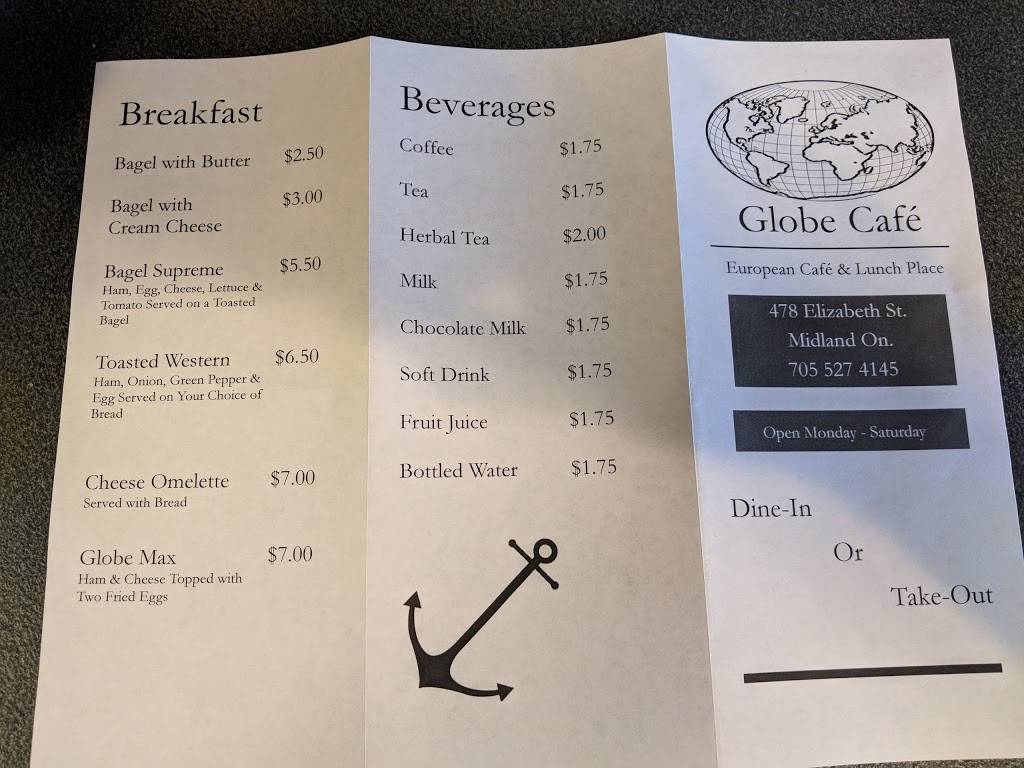 Breakfast
Bagel with Butter $2.50
Bagel with $3.00
Cream Cheese
Bagel Supreme $5.50
Ham, Egg, Cheese, Lettuce &
Tomato Served on a Toasted
Bagel
Toasted Western $6.50
Ham, Onion, Green Pepper &
Egg Served on Your Choice of
Bread
Cheese Omelette $7.00
Served with Bread
Globe Max $7.00
Ham & Cheese Topped with
Two Fried Eggs
Beverages
Coffee $1.75
Tea $1.75
Herbal Tea $2.00
Milk $1.75
Chocolate Milk $1.75
Soft Drink $1.75
Fruit Juice $1.75
Bottled Water $1.75
Globe Café
European Café & Lunch Place
478 Elizabeth St.
Midland On.
705 527 4145
Open Monday - Saturday
Dine-In
Or
Take-Out